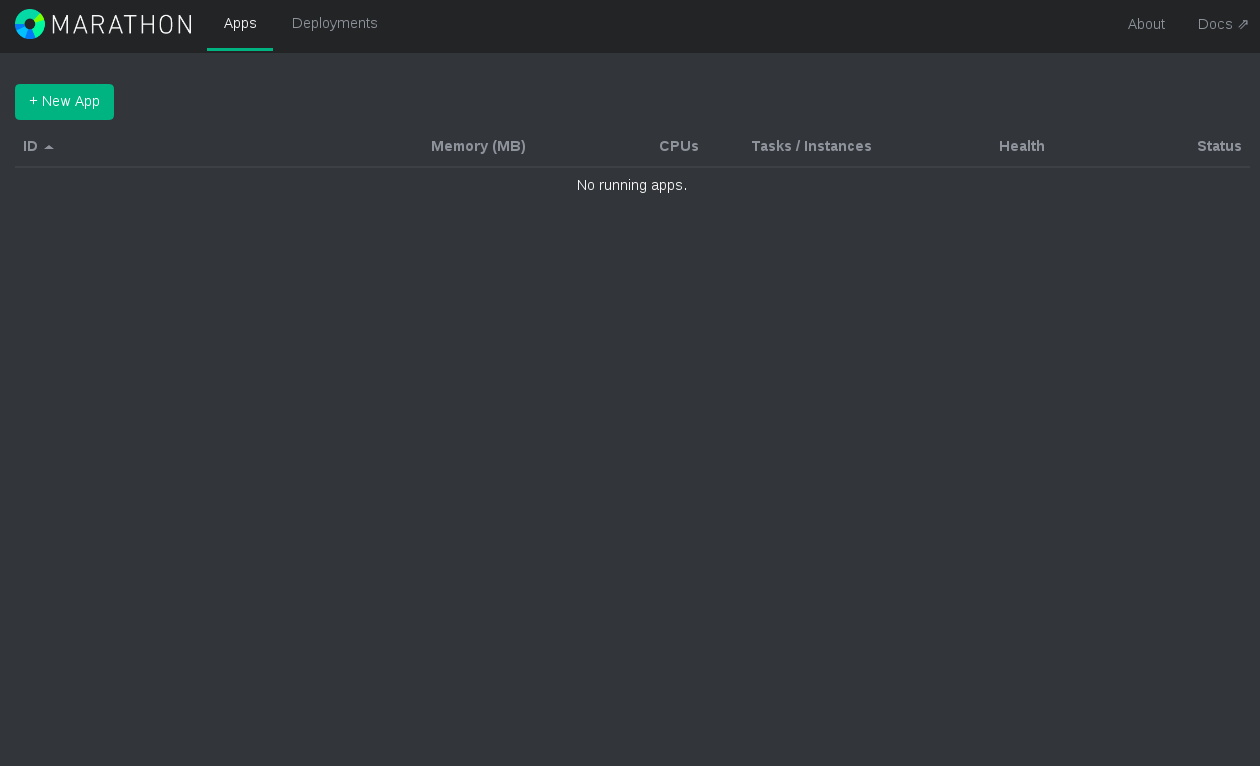 MARATHON Apps Deployments About Docs ⇗
+ New App
ID Memory (MB) CPUs Tasks / Instances Health Status
No running apps.